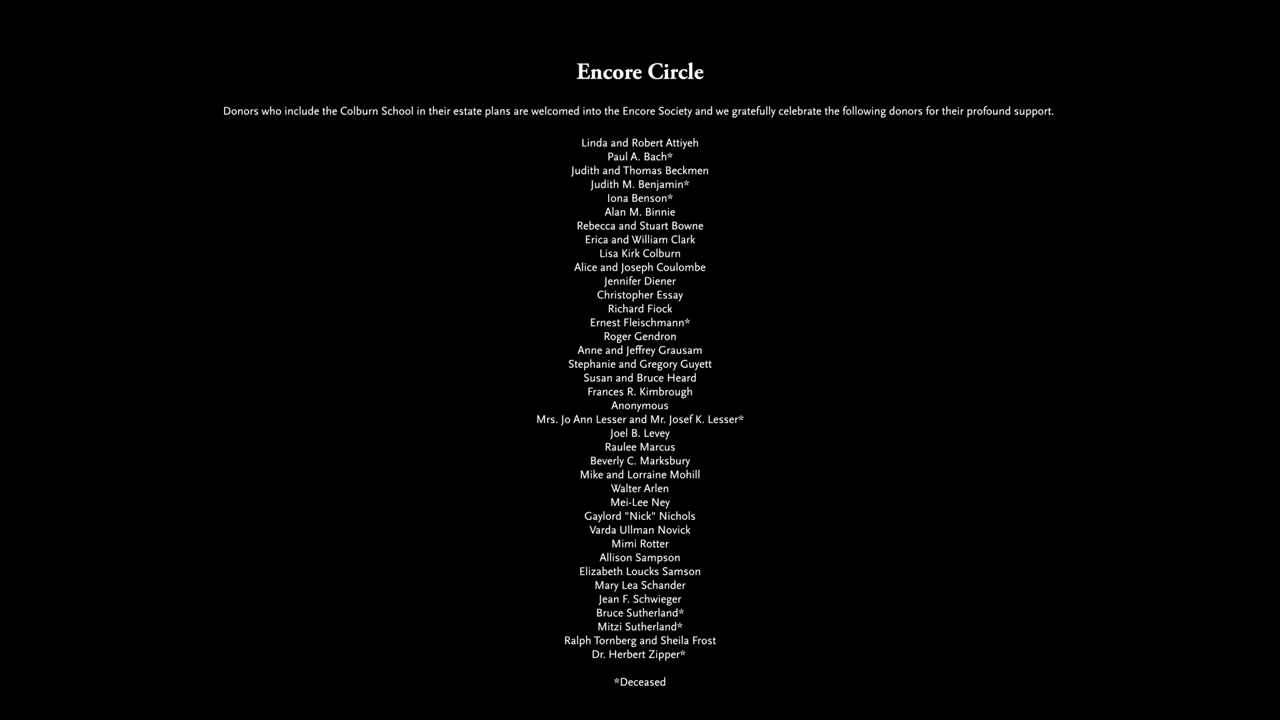 Encore Circle
Donors who include the Colburn School in their estate plans are welcomed into the Encore Society and we gratefully celebrate the following donors for their profound support.
Linda and Robert Attiyeh
Paul A. Bach*
Judith and Thomas Beckmen
Judith M. Benjamin*
Iona Benson*
Alan M. Binnie
Rebecca and Stuart Bowne
Erica and William Clark
Lisa Kirk Colburn
Alice and Joseph Coulombe
Jennifer Diener
Christopher Essay
Richard Fiock
Ernest Fleischmann*
Roger Gendron
Anne and Jeffrey Grausam
Stephanie and Gregory Guyett
Susan and Bruce Heard
Frances R. Kimbrough
Anonymous
Mrs. Jo Ann Lesser and Mr. Josef K. Lesser*
Joel B. Levey
Raulee Marcus
Beverly C. Marksbury
Mike and Lorraine Mohill
Walter Arlen
Mei-Lee Ney
Gaylord "Nick" Nichols
Varda Ullman Novick
Mimi Rotter
Allison Sampson
Elizabeth Loucks Samson
Mary Lea Schander
Jean F. Schwieger
Bruce Sutherland*
Mitzi Sutherland*
Ralph Tornberg and Sheila Frost
Dr. Herbert Zipper*
*Deceased